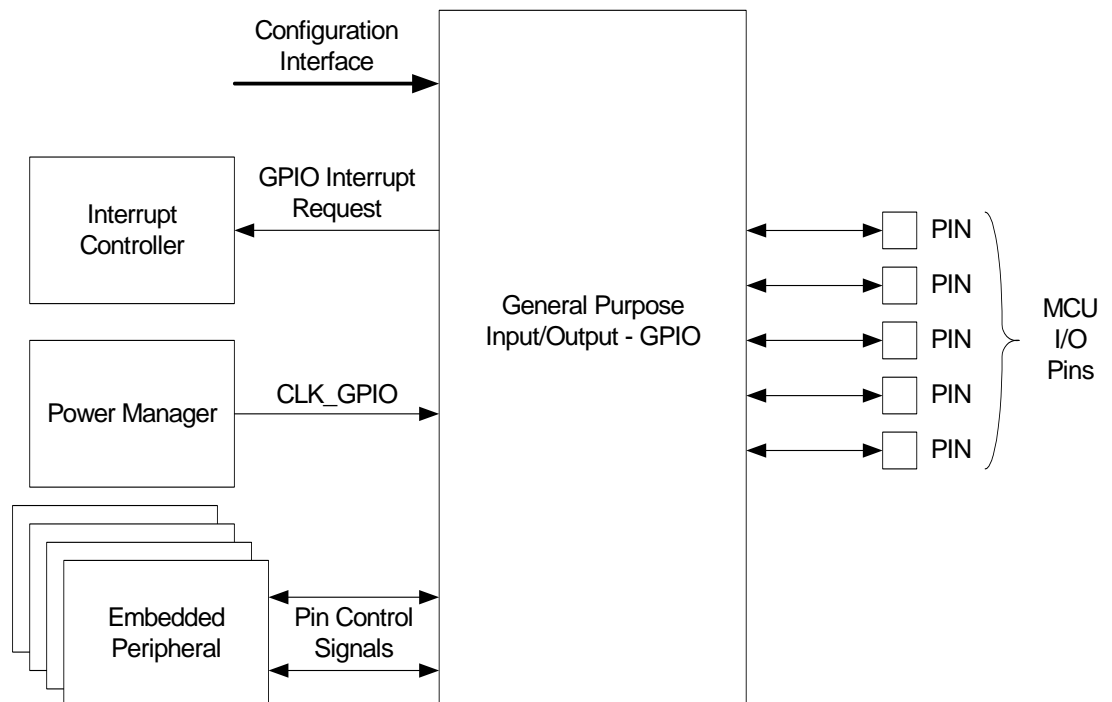 Configuration
Interface
Interrupt
Controller
GPIO Interrupt
Request
Power Manager
CLK_GPIO
Embedded
Peripheral
Pin Control
Signals
General Purpose
Input/Output - GPIO
PIN
PIN
PIN
PIN
PIN
MCU
I/O
Pins